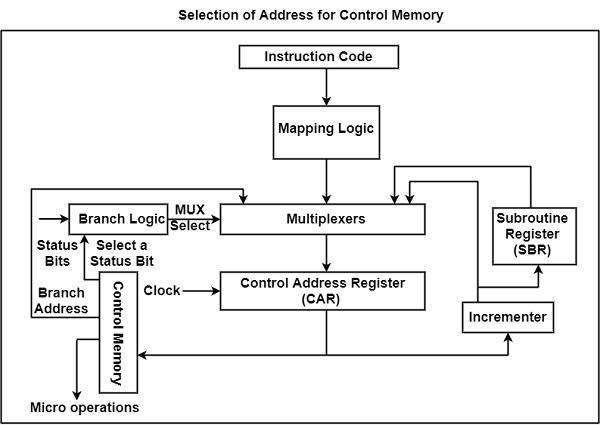 Selection of Address for Control Memory
Instruction Code
Mapping Logic
Branch Logic
MUX
Select
Multiplexers
Subroutine
Register
(SBR)
Status
Bits
Select a
Status Bit
Branch
Address
Control Memory
Clock
Control Address Register
(CAR)
Incrementer
Micro operations